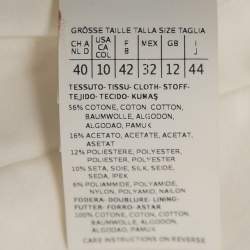 GRÖSSE TAILLE TALLA SIZE TAGLIA
CH A NL D USA CA COL F B MEX GB I J
40 10 42 32 12 44
TESSUTO-TISSU-CLOTH-STOFF-
TEJIDO-TECIDO-KUMAŞ
56% COTONE, COTON, COTTON,
BAUMWOLLE, ALGODON,
ALGODAO, PAMUK
16% ACETATO, ACETATE, ACETAT,
ASETAT
12% POLIESTERE, POLYESTER,
POLIESTER
10% SETA, SOIE, SILK, SEIDE,
SEDA, IPEK
6% POLIAMMIDE, POLYAMIDE,
NYLON, POLYAMID, NAYLON
FODERA-DOUBLURE-LINING-
FUTTER-FORRO-ASTAR
100% COTONE, COTON, COTTON,
BAUMWOLLE, ALGODON,
ALGODAO, PAMUK
CARE INSTRUCTIONS ON REVERSE